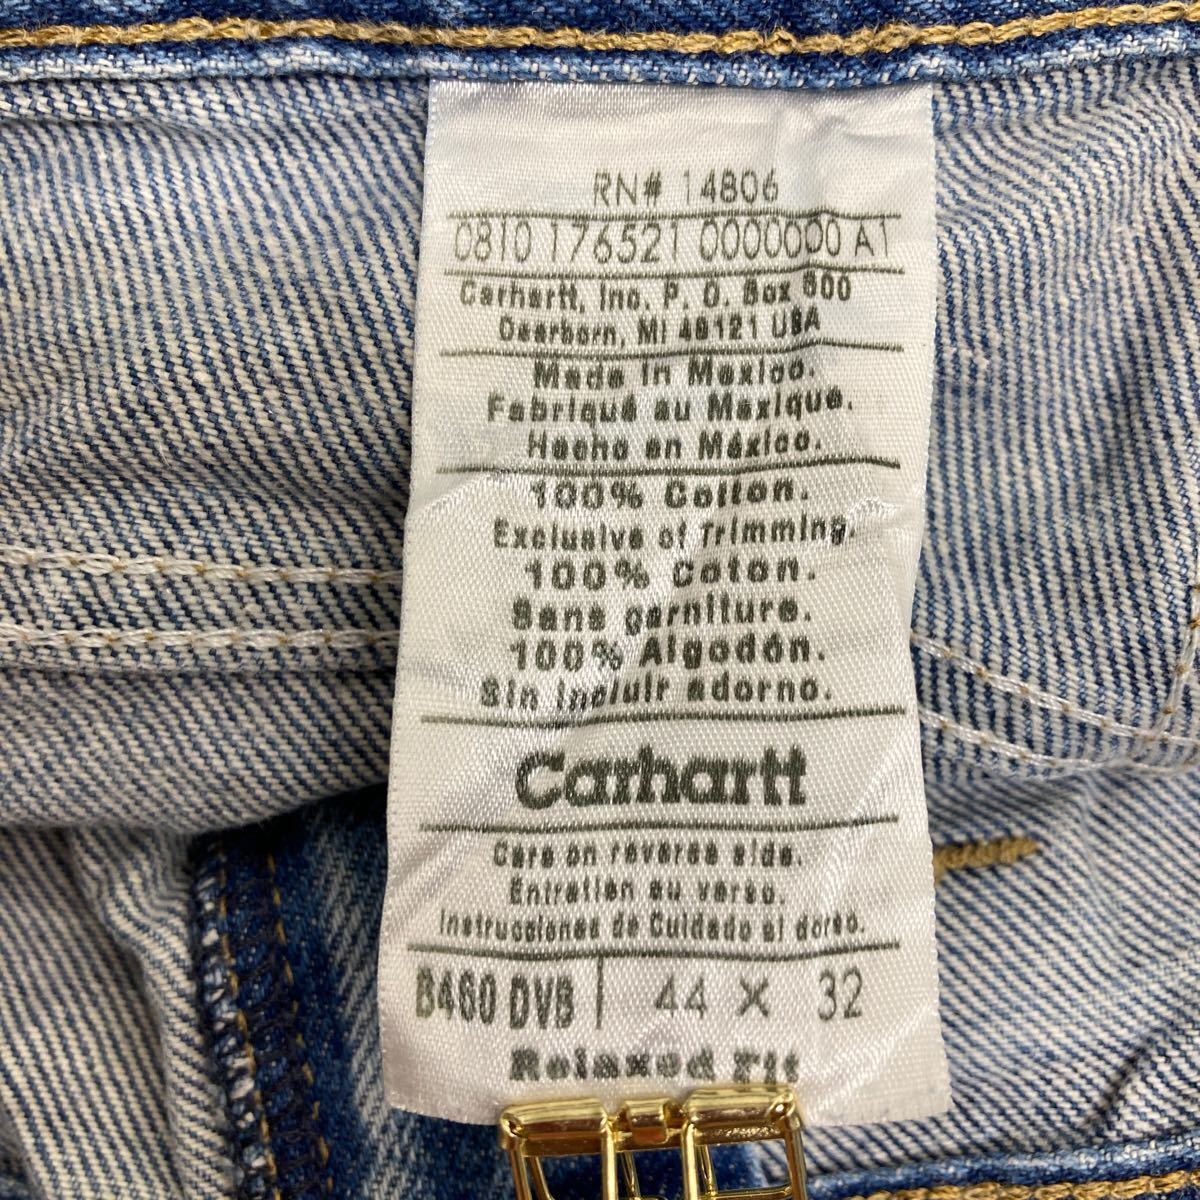 RN# 14806
0810 176521 0000000 A1
Carhartt, Inc. P. O. Box 600
Dearborn, MI 48121 USA
Made in Mexico.
Fabriqué au Mexique.
Hecho en México.
100% Cotton.
Exclusive of Trimming.
100% Coton.
Sans garniture.
100% Algodón.
Sin incluir adorno.
Carhartt
Care on reverse side.
Entretien au verso.
Instrucciones de Cuidado al dorso.
B460 DVB | 44 X 32
Relaxed Fit